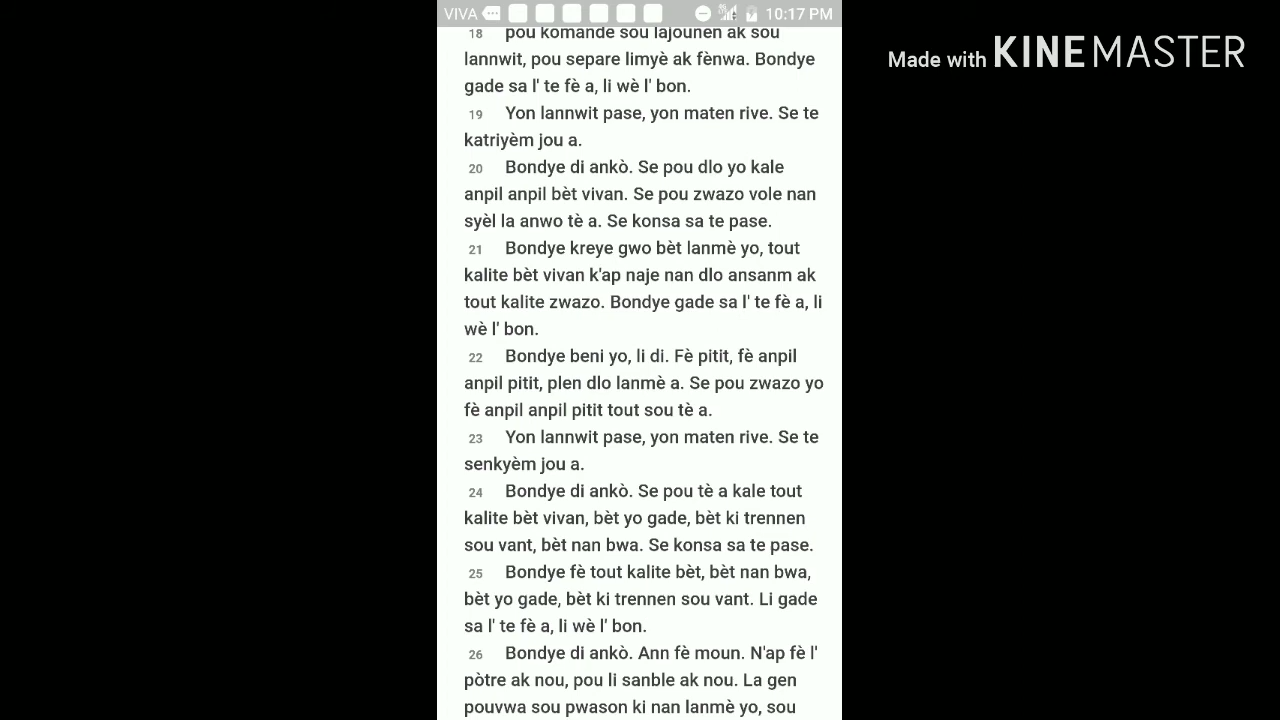 VIVA
10:17 PM
Made with KINEMASTER
18 pou kòmande sou lajounen ak sou
lannwit, pou separe limyè ak fènwa. Bondye
gade sa l' te fè a, li wè l' bon.
19 Yon lannwit pase, yon maten rive. Se te
katriyèm jou a.
20 Bondye di ankò. Se pou dlo yo kale
anpil anpil bèt vivan. Se pou zwazo vole nan
syèl la anwo tè a. Se konsa sa te pase.
21 Bondye kreye gwo bèt lanmè yo, tout
kalite bèt vivan k'ap naje nan dlo ansanm ak
tout kalite zwazo. Bondye gade sa l' te fè a, li
wè l' bon.
22 Bondye beni yo, li di. Fè pitit, fè anpil
anpil pitit, plen dlo lanmè a. Se pou zwazo yo
fè anpil anpil pitit tout sou tè a.
23 Yon lannwit pase, yon maten rive. Se te
senkyèm jou a.
24 Bondye di ankò. Se pou tè a kale tout
kalite bèt vivan, bèt yo gade, bèt ki trennen
sou vant, bèt nan bwa. Se konsa sa te pase.
25 Bondye fè tout kalite bèt, bèt nan bwa,
bèt yo gade, bèt ki trennen sou vant. Li gade
sa l' te fè a, li wè l' bon.
26 Bondye di ankò. Ann fè moun. N'ap fè l'
pòtre ak nou, pou li sanble ak nou. La gen
pouvwa sou pwason ki nan lanmè yo, sou